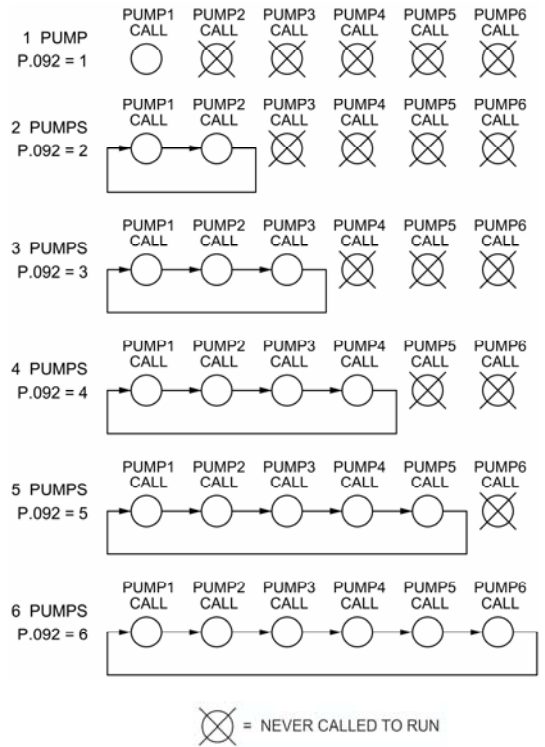 PUMP1 PUMP2 PUMP3 PUMP4 PUMP5 PUMP6
CALL CALL CALL CALL CALL CALL
1 PUMP
P.092 = 1
PUMP1 PUMP2 PUMP3 PUMP4 PUMP5 PUMP6
CALL CALL CALL CALL CALL CALL
2 PUMPS
P.092 = 2
PUMP1 PUMP2 PUMP3 PUMP4 PUMP5 PUMP6
CALL CALL CALL CALL CALL CALL
3 PUMPS
P.092 = 3
PUMP1 PUMP2 PUMP3 PUMP4 PUMP5 PUMP6
CALL CALL CALL CALL CALL CALL
4 PUMPS
P.092 = 4
PUMP1 PUMP2 PUMP3 PUMP4 PUMP5 PUMP6
CALL CALL CALL CALL CALL CALL
5 PUMPS
P.092 = 5
PUMP1 PUMP2 PUMP3 PUMP4 PUMP5 PUMP6
CALL CALL CALL CALL CALL CALL
6 PUMPS
P.092 = 6
= NEVER CALLED TO RUN